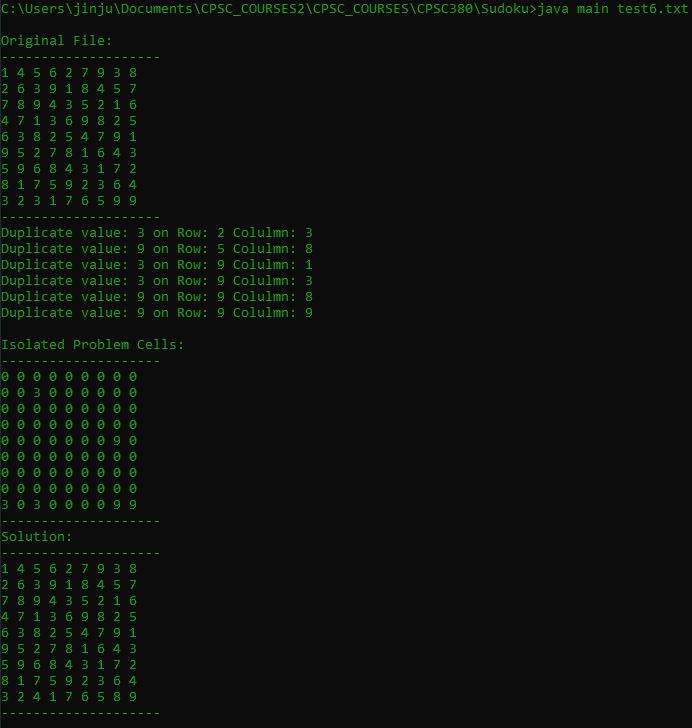 C:\Users\jinju\Documents\CPSC_COURSES2\CPSC_COURSES\CPSC380\Sudoku>java main test6.txt
Original File:
--------------------
1 4 5 6 2 7 9 3 8
2 6 3 9 1 8 4 5 7
7 8 9 4 3 5 2 1 6
4 7 1 3 6 9 8 2 5
6 3 8 2 5 4 7 9 1
9 5 2 7 8 1 6 4 3
5 9 6 8 4 3 1 7 2
8 1 7 5 9 2 3 6 4
3 2 3 1 7 6 5 9 9
--------------------
Duplicate value: 3 on Row: 2 Colulmn: 3
Duplicate value: 9 on Row: 5 Colulmn: 8
Duplicate value: 3 on Row: 9 Colulmn: 1
Duplicate value: 3 on Row: 9 Colulmn: 3
Duplicate value: 9 on Row: 9 Colulmn: 8
Duplicate value: 9 on Row: 9 Colulmn: 9
Isolated Problem Cells:
--------------------
0 0 0 0 0 0 0 0 0
0 0 3 0 0 0 0 0 0
0 0 0 0 0 0 0 0 0
0 0 0 0 0 0 0 0 0
0 0 0 0 0 0 0 9 0
0 0 0 0 0 0 0 0 0
0 0 0 0 0 0 0 0 0
0 0 0 0 0 0 0 0 0
3 0 3 0 0 0 0 9 9
--------------------
Solution:
--------------------
1 4 5 6 2 7 9 3 8
2 6 3 9 1 8 4 5 7
7 8 9 4 3 5 2 1 6
4 7 1 3 6 9 8 2 5
6 3 8 2 5 4 7 9 1
9 5 2 7 8 1 6 4 3
5 9 6 8 4 3 1 7 2
8 1 7 5 9 2 3 6 4
3 2 4 1 7 6 5 8 9
--------------------